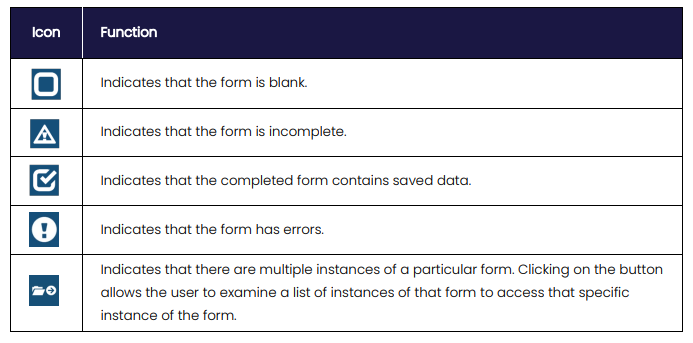 Icon Function
Indicates that the form is blank.
Indicates that the form is incomplete.
Indicates that the completed form contains saved data.
Indicates that the form has errors.
Indicates that there are multiple instances of a particular form. Clicking on the button
allows the user to examine a list of instances of that form to access that specific
instance of the form.